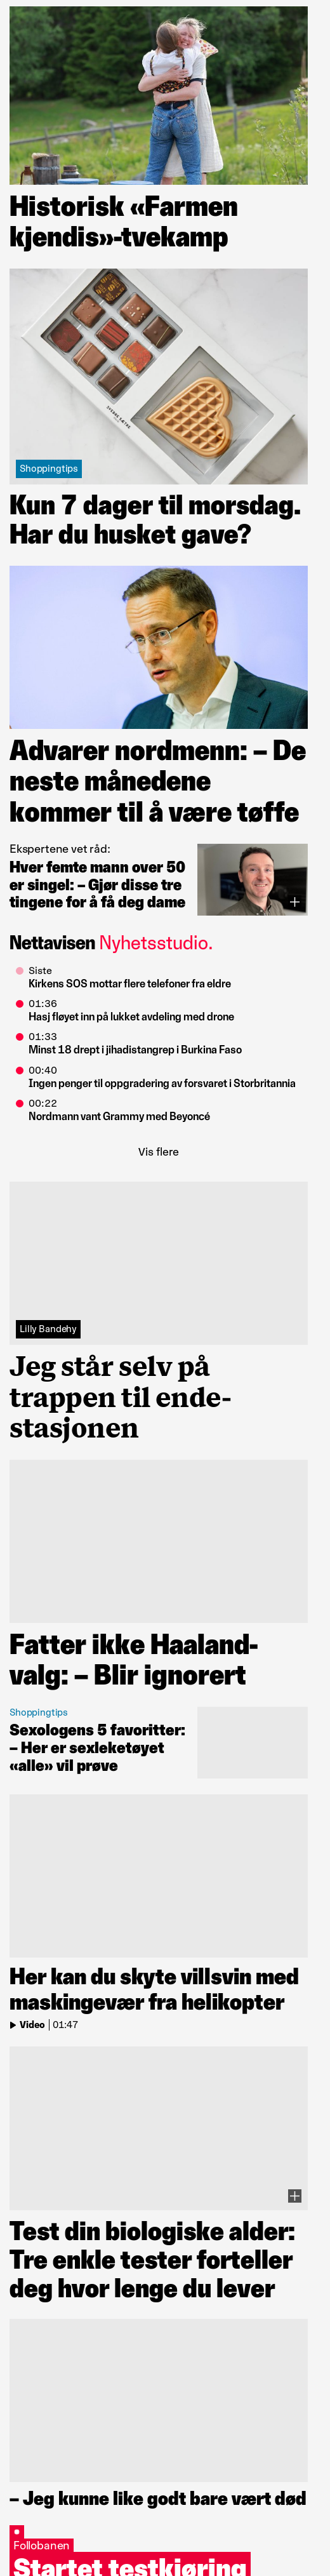 Historisk «Farmen
kjendis»-tvekamp
Shoppingtips
Kun 7 dager til morsdag.
Har du husket gave?
Advarer nordmenn: – De
neste månedene
kommer til å være tøffe
Ekspertene vet råd:
Hver femte mann over 50
er singel: – Gjør disse tre
tingene for å få deg dame
Nettavisen Nyhetsstudio.
Siste
Kirkens SOS mottar flere telefoner fra eldre
01:36
Hasj fløyet inn på lukket avdeling med drone
01:33
Minst 18 drept i jihadistangrep i Burkina Faso
00:40
Ingen penger til oppgradering av forsvaret i Storbritannia
00:22
Nordmann vant Grammy med Beyoncé
Vis flere
Lilly Bandehy
Jeg står selv på
trappen til ende-
stasjonen
Fatter ikke Haaland-
valg: – Blir ignorert
Shoppingtips
Sexologens 5 favoritter:
– Her er sexleketøyet
«alle» vil prøve
Her kan du skyte villsvin med
maskingevær fra helikopter
Video | 01:47
Test din biologiske alder:
Tre enkle tester forteller
deg hvor lenge du lever
– Jeg kunne like godt bare vært død
Follobanen
Startet testkjøring